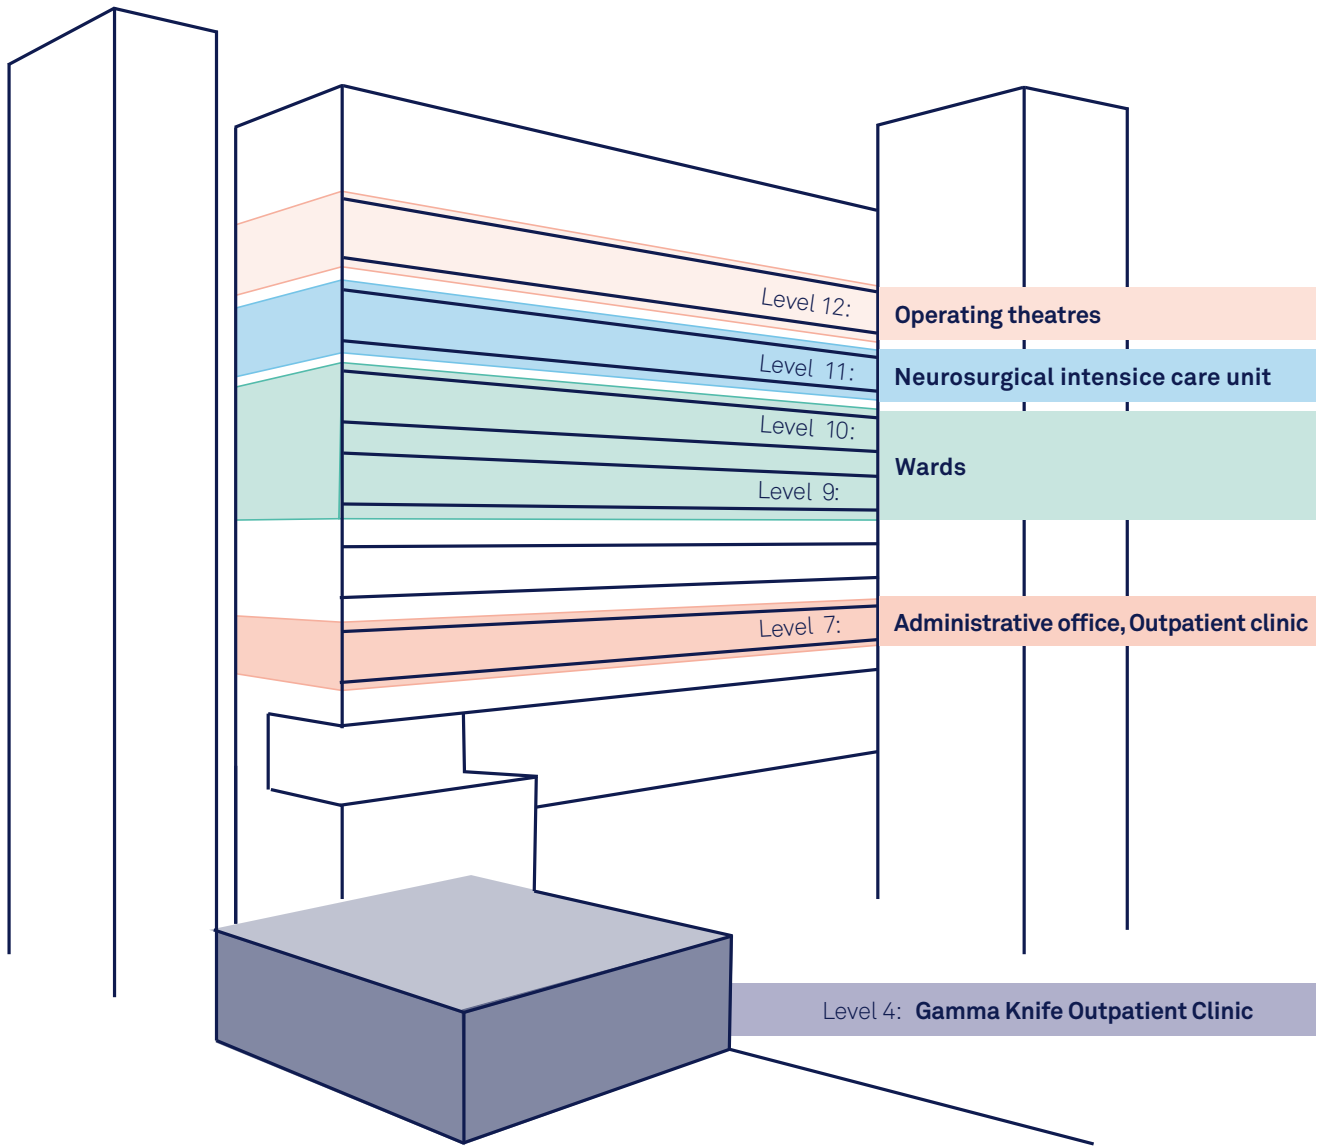 Level 12: Operating theatres
Level 11: Neurosurgical intensice care unit
Level 10:
Wards
Level 9:
Level 7: Administrative office, Outpatient clinic
Level 4: Gamma Knife Outpatient Clinic